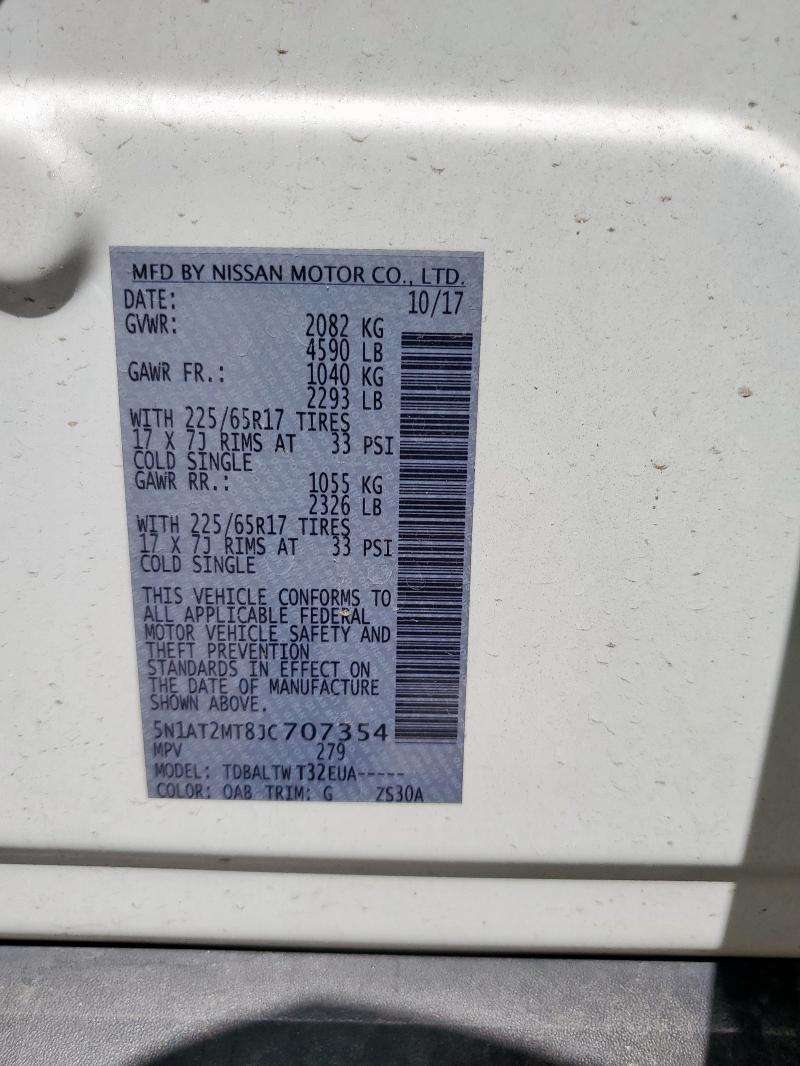 MFD BY NISSAN MOTOR CO., LTD.
DATE: 10/17
GVWR: 2082 KG
4590 LB
GAWR FR.: 1040 KG
2293 LB
WITH 225/65R17 TIRES
17 X 7J RIMS AT 33 PSI
COLD SINGLE
GAWR RR.: 1055 KG
2326 LB
WITH 225/65R17 TIRES
17 X 7J RIMS AT 33 PSI
COLD SINGLE
THIS VEHICLE CONFORMS TO
ALL APPLICABLE FEDERAL
MOTOR VEHICLE SAFETY AND
THEFT PREVENTION
STANDARDS IN EFFECT ON
THE DATE OF MANUFACTURE
SHOWN ABOVE.
5N1AT2MT8JC707354
MPV 279
MODEL: TDBALTW T32EUA-----
COLOR: QAB TRIM: G ZS30A